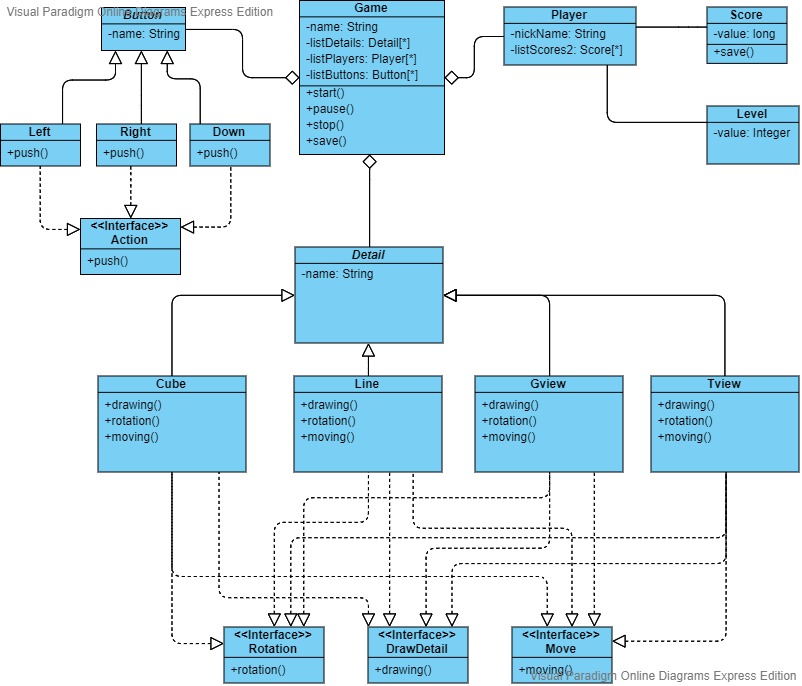 Visual Paradigm Online Diagrams Express Edition
Button
-name: String
Game
-name: String
-listDetails: Detail[*]
-listPlayers: Player[*]
-listButtons: Button[*]
+start()
+pause()
+stop()
+save()
Player
-nickName: String
-listScores2: Score[*]
Score
-value: long
+save()
Level
-value: Integer
Left
+push()
Right
+push()
Down
+push()
<<Interface>>
Action
+push()
Detail
-name: String
Cube
+drawing()
+rotation()
+moving()
Line
+drawing()
+rotation()
+moving()
Gview
+drawing()
+rotation()
+moving()
Tview
+drawing()
+rotation()
+moving()
<<Interface>>
Rotation
+rotation()
<<Interface>>
DrawDetail
+drawing()
<<Interface>>
Move
+moving()
Visual Paradigm Online Diagrams Express Edition